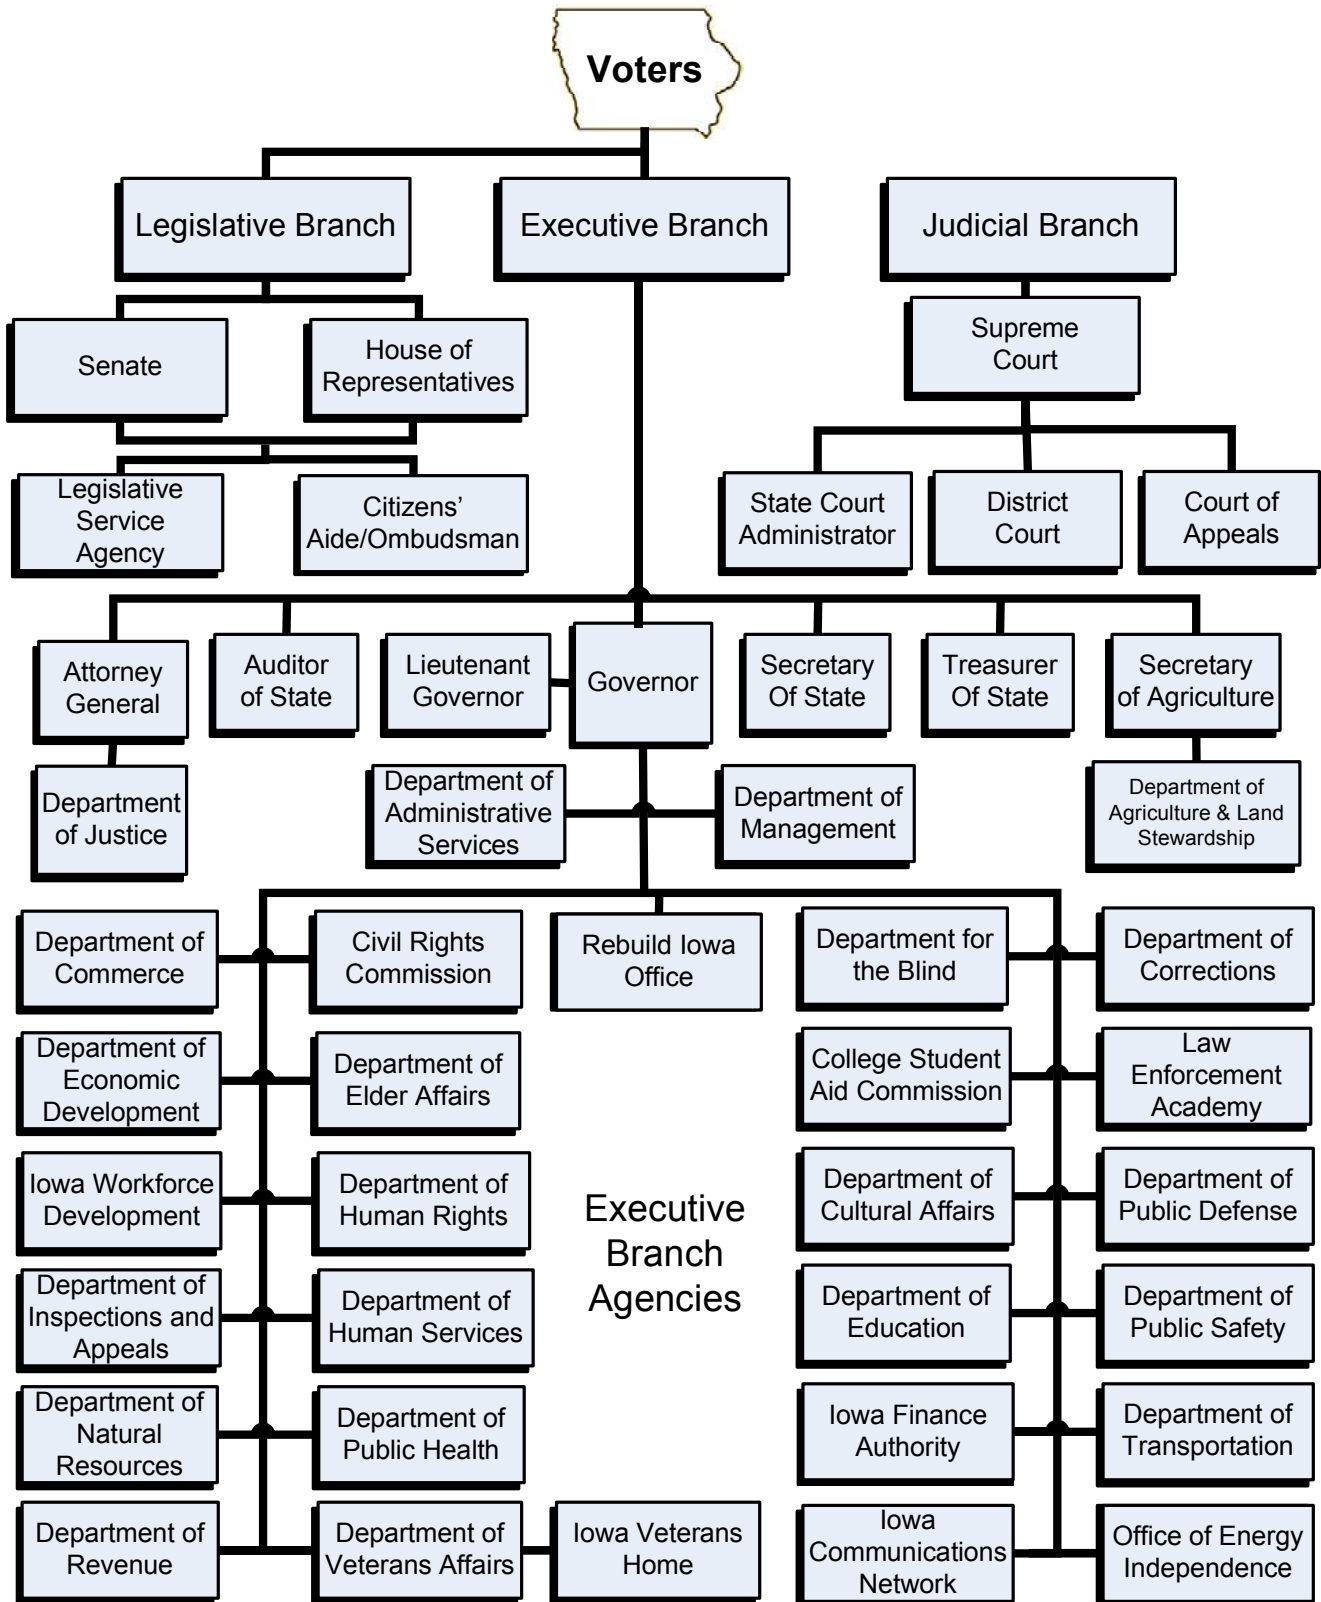 Voters
Legislative Branch
Executive Branch
Judicial Branch
Senate
House of
Representatives
Supreme
Court
Legislative
Service
Agency
Citizens’
Aide/Ombudsman
State Court
Administrator
District
Court
Court of
Appeals
Attorney
General
Auditor
of State
Lieutenant
Governor
Governor
Secretary
Of State
Treasurer
Of State
Secretary
of Agriculture
Department
of Justice
Department of
Administrative
Services
Department of
Management
Department of
Agriculture & Land
Stewardship
Department of
Commerce
Civil Rights
Commission
Rebuild Iowa
Office
Department for
the Blind
Department of
Corrections
Department of
Economic
Development
Department of
Elder Affairs
College Student
Aid Commission
Law
Enforcement
Academy
Iowa Workforce
Development
Department of
Human Rights
Executive
Branch
Agencies
Department of
Cultural Affairs
Department of
Public Defense
Department of
Inspections and
Appeals
Department of
Human Services
Department of
Education
Department of
Public Safety
Department of
Natural
Resources
Department of
Public Health
Iowa Finance
Authority
Department of
Transportation
Department of
Revenue
Department of
Veterans Affairs
Iowa Veterans
Home
Iowa
Communications
Network
Office of Energy
Independence